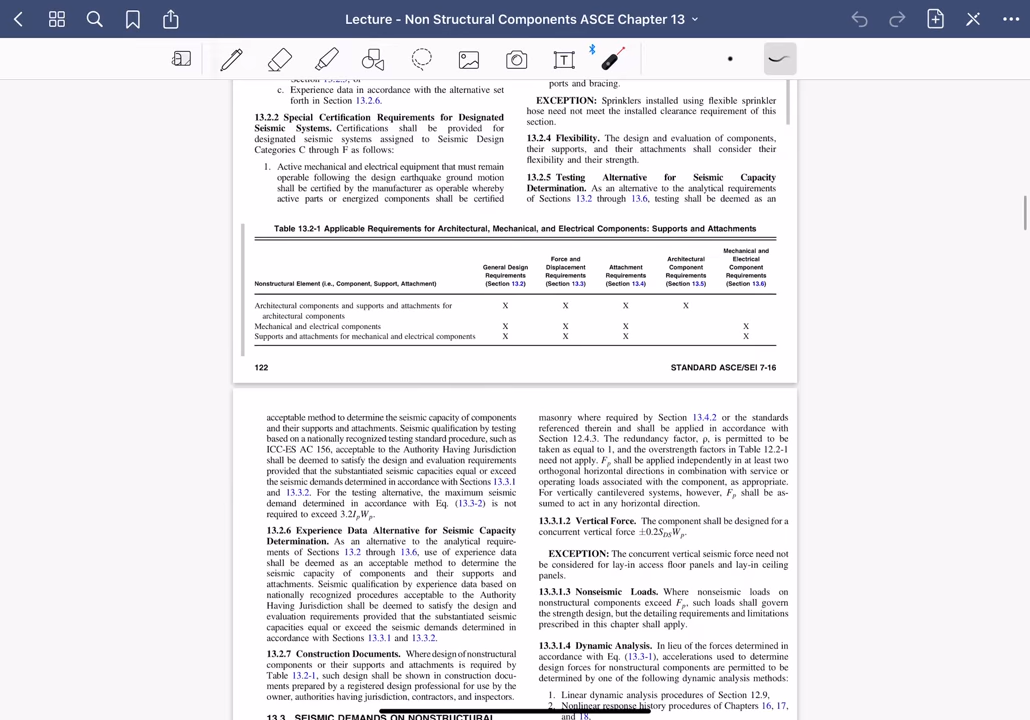 Lecture - Non Structural Components ASCE Chapter 13
c. Experience data in accordance with the alternative set
forth in Section 13.2.6.
13.2.2 Special Certification Requirements for Designated
Seismic Systems. Certifications shall be provided for
designated seismic systems assigned to Seismic Design
Categories C through F as follows:
1. Active mechanical and electrical equipment that must remain
operable following the design earthquake ground motion
shall be certified by the manufacturer as operable whereby
active parts or energized components shall be certified
ports and bracing.
EXCEPTION: Sprinklers installed using flexible sprinkler
hose need not meet the installed clearance requirement of this
section.
13.2.4 Flexibility. The design and evaluation of components,
their supports, and their attachments shall consider their
flexibility and their strength.
13.2.5 Testing Alternative for Seismic Capacity
Determination. As an alternative to the analytical requirements
of Sections 13.2 through 13.6, testing shall be deemed as an
Table 13.2-1 Applicable Requirements for Architectural, Mechanical, and Electrical Components: Supports and Attachments
Nonstructural Element (i.e., Component, Support, Attachment)
General Design
Requirements
(Section 13.2)
Force and
Displacement
Requirements
(Section 13.3)
Attachment
Requirements
(Section 13.4)
Architectural
Component
Requirements
(Section 13.5)
Mechanical and
Electrical
Component
Requirements
(Section 13.6)
Architectural components and supports and attachments for
architectural components X X X X
Mechanical and electrical components X X X X
Supports and attachments for mechanical and electrical components X X X X
122 STANDARD ASCE/SEI 7-16
acceptable method to determine the seismic capacity of components
and their supports and attachments. Seismic qualification by testing
based on a nationally recognized testing standard procedure, such as
ICC-ES AC 156, acceptable to the Authority Having Jurisdiction
shall be deemed to satisfy the design and evaluation requirements
provided that the substantiated seismic capacities equal or exceed
the seismic demands determined in accordance with Sections 13.3.1
and 13.3.2. For the testing alternative, the maximum seismic
demand determined in accordance with Eq. (13.3-2) is not
required to exceed 3.2IpWp.
13.2.6 Experience Data Alternative for Seismic Capacity
Determination. As an alternative to the analytical require-
ments of Sections 13.2 through 13.6, use of experience data
shall be deemed as an acceptable method to determine the
seismic capacity of components and their supports and
attachments. Seismic qualification by experience data based on
nationally recognized procedures acceptable to the Authority
Having Jurisdiction shall be deemed to satisfy the design and
evaluation requirements provided that the substantiated seismic
capacities equal or exceed the seismic demands determined in
accordance with Sections 13.3.1 and 13.3.2.
13.2.7 Construction Documents. Where design of nonstructural
components or their supports and attachments is required by
Table 13.2-1, such design shall be shown in construction docu-
ments prepared by a registered design professional for use by the
owner, authorities having jurisdiction, contractors, and inspectors.
13.3 SEISMIC DEMANDS ON NONSTRUCTURAL
masonry where required by Section 13.4.2 or the standards
referenced therein and shall be applied in accordance with
Section 12.4.3. The redundancy factor, ρ, is permitted to be
taken as equal to 1, and the overstrength factors in Table 12.2-1
need not apply. Fp shall be applied independently in at least two
orthogonal horizontal directions in combination with service or
operating loads associated with the component, as appropriate.
For vertically cantilevered systems, however, Fp shall be as-
sumed to act in any horizontal direction.
13.3.1.2 Vertical Force. The component shall be designed for a
concurrent vertical force ±0.2SDSWp.
EXCEPTION: The concurrent vertical seismic force need not
be considered for lay-in access floor panels and lay-in ceiling
panels.
13.3.1.3 Nonseismic Loads. Where nonseismic loads on
nonstructural components exceed Fp, such loads shall govern
the strength design, but the detailing requirements and limitations
prescribed in this chapter shall apply.
13.3.1.4 Dynamic Analysis. In lieu of the forces determined in
accordance with Eq. (13.3-1), accelerations used to determine
design forces for nonstructural components are permitted to be
determined by one of the following dynamic analysis methods:
1. Linear dynamic analysis procedures of Section 12.9,
2. Nonlinear response history procedures of Chapters 16, 17,
and 18,